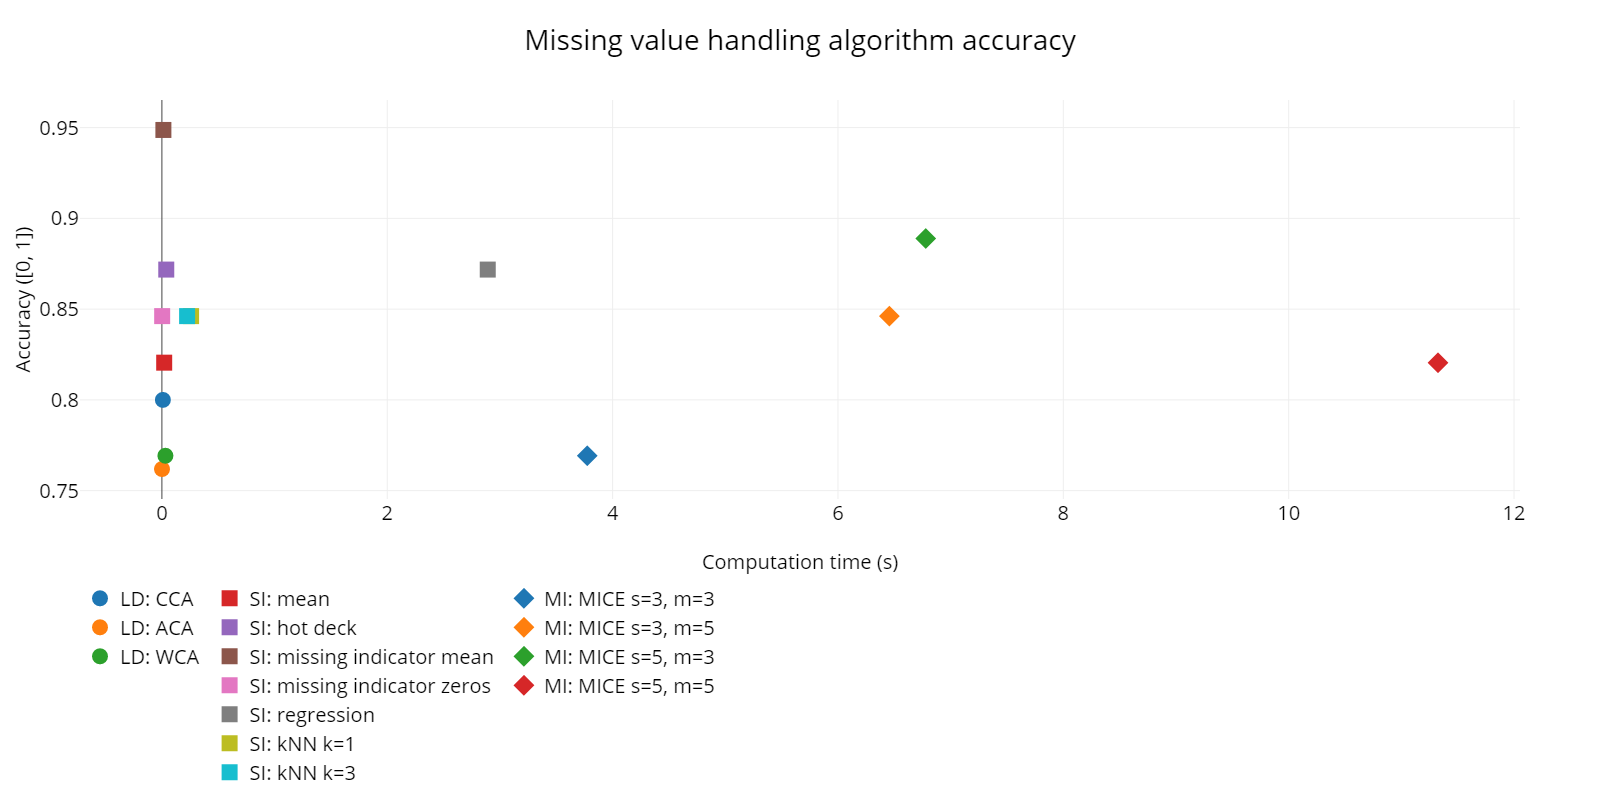 Missing value handling algorithm accuracy
Accuracy ([0, 1])
0.95
0.9
0.85
0.8
0.75
0 2 4 6 8 10 12
Computation time (s)
LD: CCA
LD: ACA
LD: WCA
SI: mean
SI: hot deck
SI: missing indicator mean
SI: missing indicator zeros
SI: regression
SI: kNN k=1
SI: kNN k=3
MI: MICE s=3, m=3
MI: MICE s=3, m=5
MI: MICE s=5, m=3
MI: MICE s=5, m=5